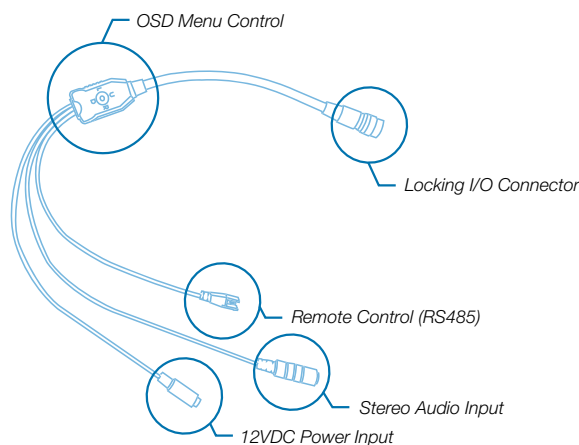 OSD Menu Control
Locking I/O Connector
Remote Control (RS485)
Stereo Audio Input
12VDC Power Input